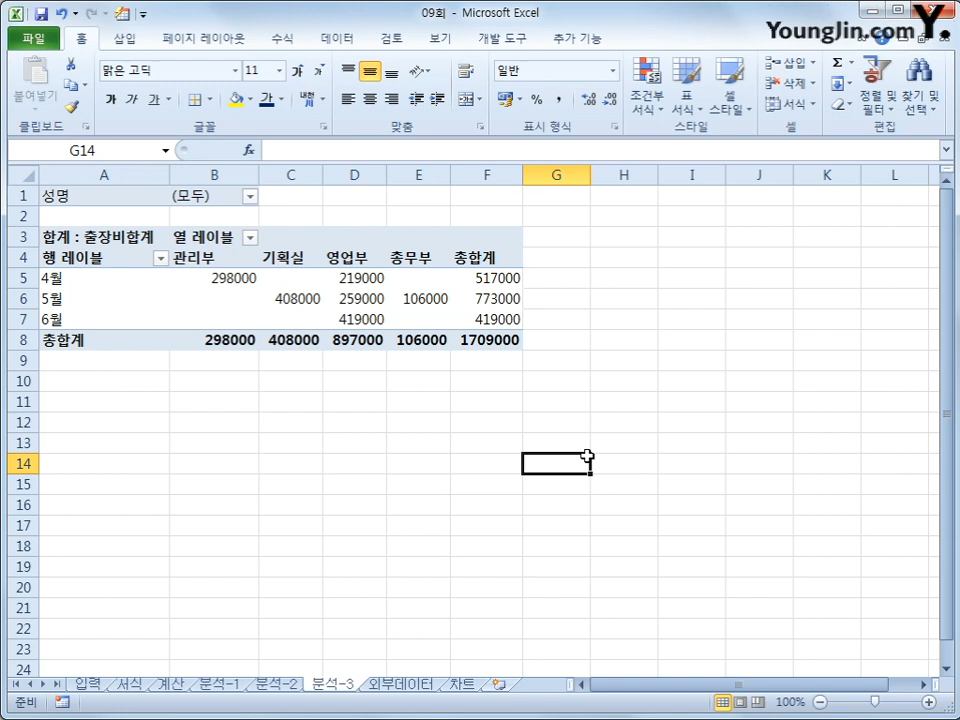 09회 - Microsoft Excel
YoungJin.com Y.
파일 홈 삽입 페이지 레이아웃 수식 데이터 검토 보기 개발 도구 추가 기능
붙여넣기
맑은 고딕 11 가 가
가 가 가 가 내천
일반
% ,
조건부 서식 표 서식 셀 스타일
삽입 삭제 서식
Σ 정렬 및 필터 찾기 및 선택
클립보드 글꼴 맞춤 표시 형식 스타일 셀 편집
G14 fx
A B C D E F G H I J K L
1 성명 (모두)
2
3 합계 : 출장비합계 열 레이블
4 행 레이블 관리부 기획실 영업부 총무부 총합계
5 4월 298000 219000 517000
6 5월 408000 259000 106000 773000
7 6월 419000 419000
8 총합계 298000 408000 897000 106000 1709000
9
10
11
12
13
14
15
16
17
18
19
20
21
22
23
24
입력 서식 계산 분석-1 분석-2 분석-3 외부데이터 차트
준비 100%